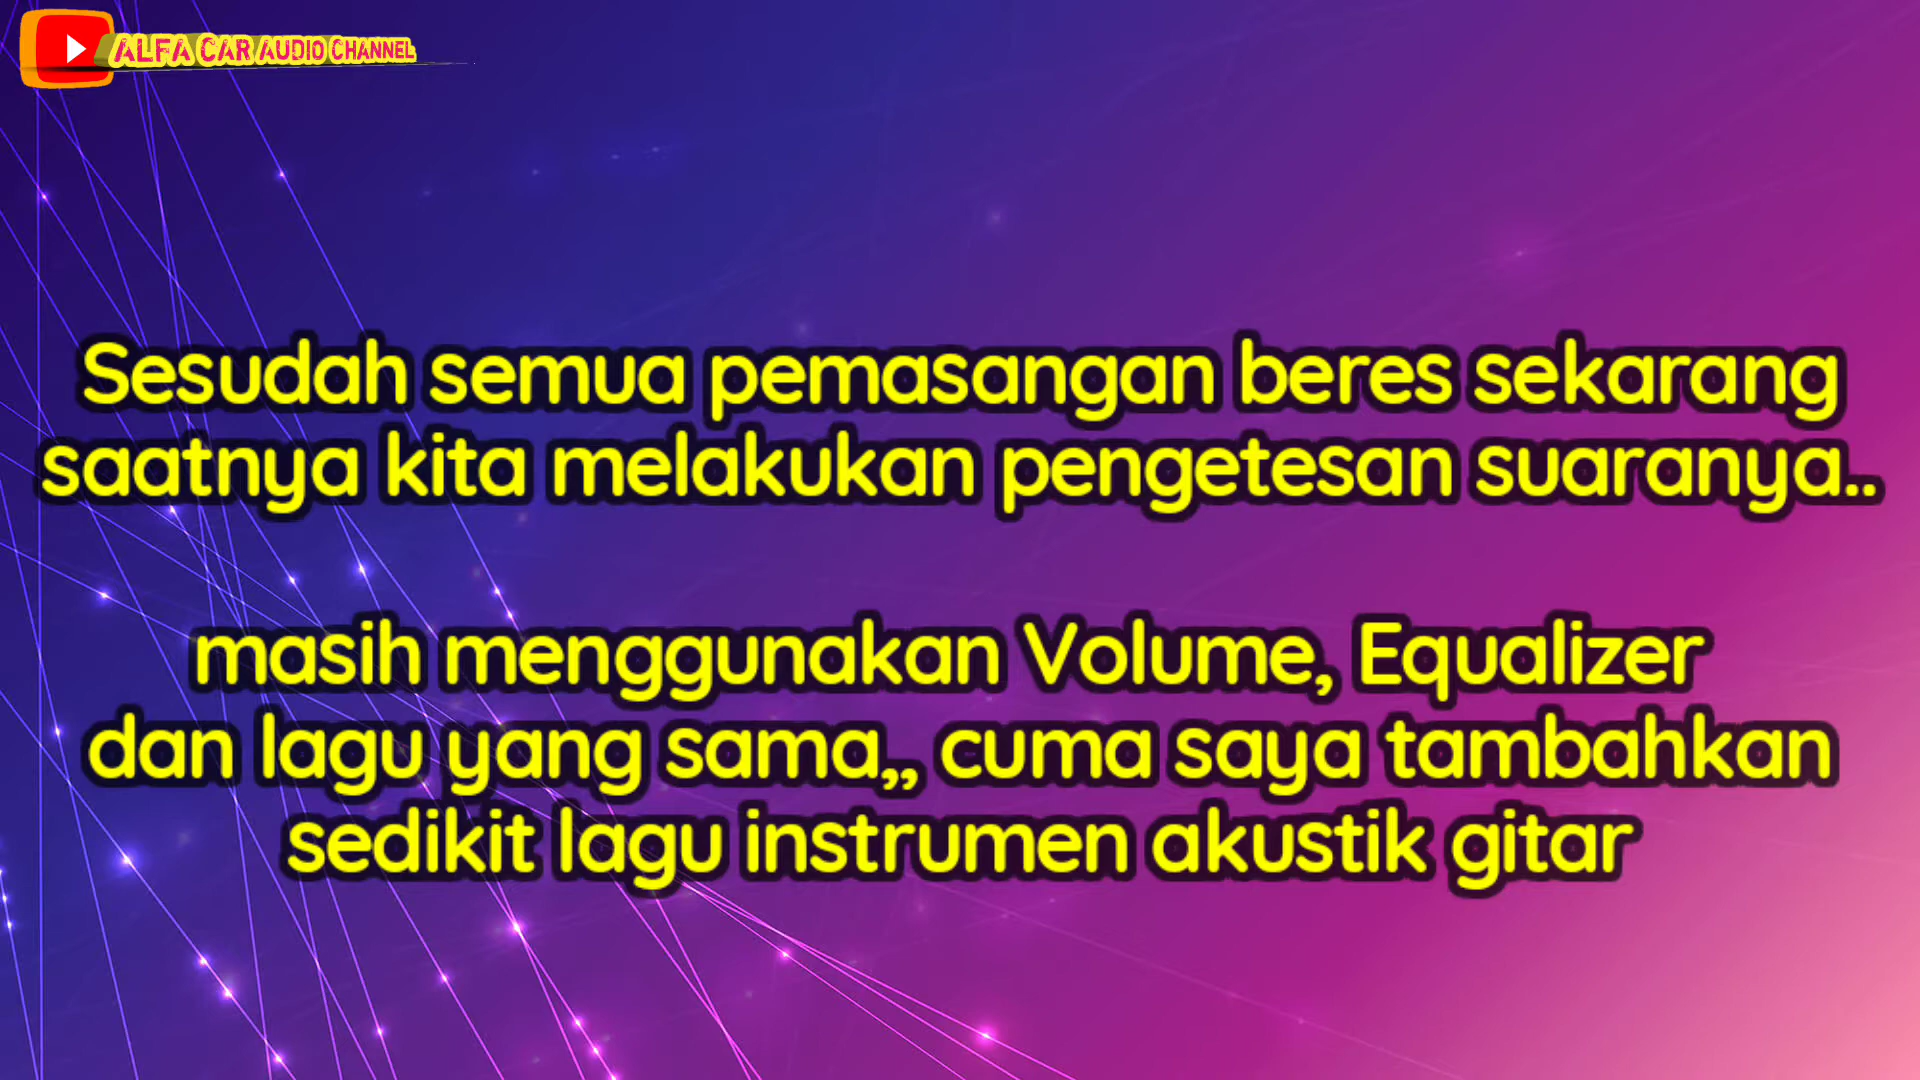 ALFA CAR AUDIO CHANNEL
Sesudah semua pemasangan beres sekarang
saatnya kita melakukan pengetesan suaranya..
masih menggunakan Volume, Equalizer
dan lagu yang sama,, cuma saya tambahkan
sedikit lagu instrumen akustik gitar